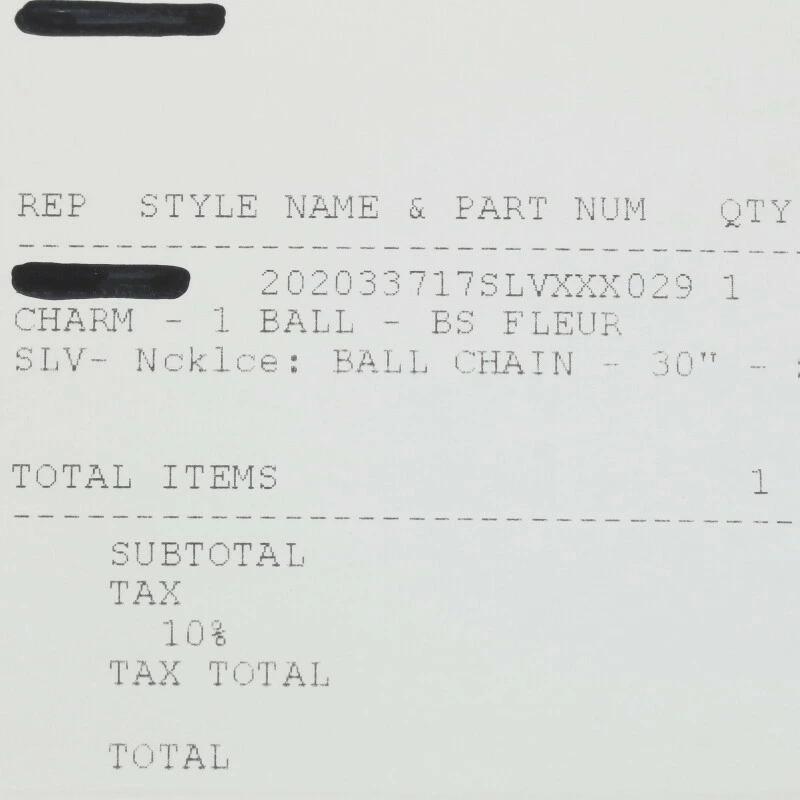 REP STYLE NAME & PART NUM QTY
202033717SLVXXX029 1
CHARM - 1 BALL - BS FLEUR
SLV- Ncklce: BALL CHAIN - 30" -
TOTAL ITEMS 1
SUBTOTAL
TAX
10%
TAX TOTAL
TOTAL